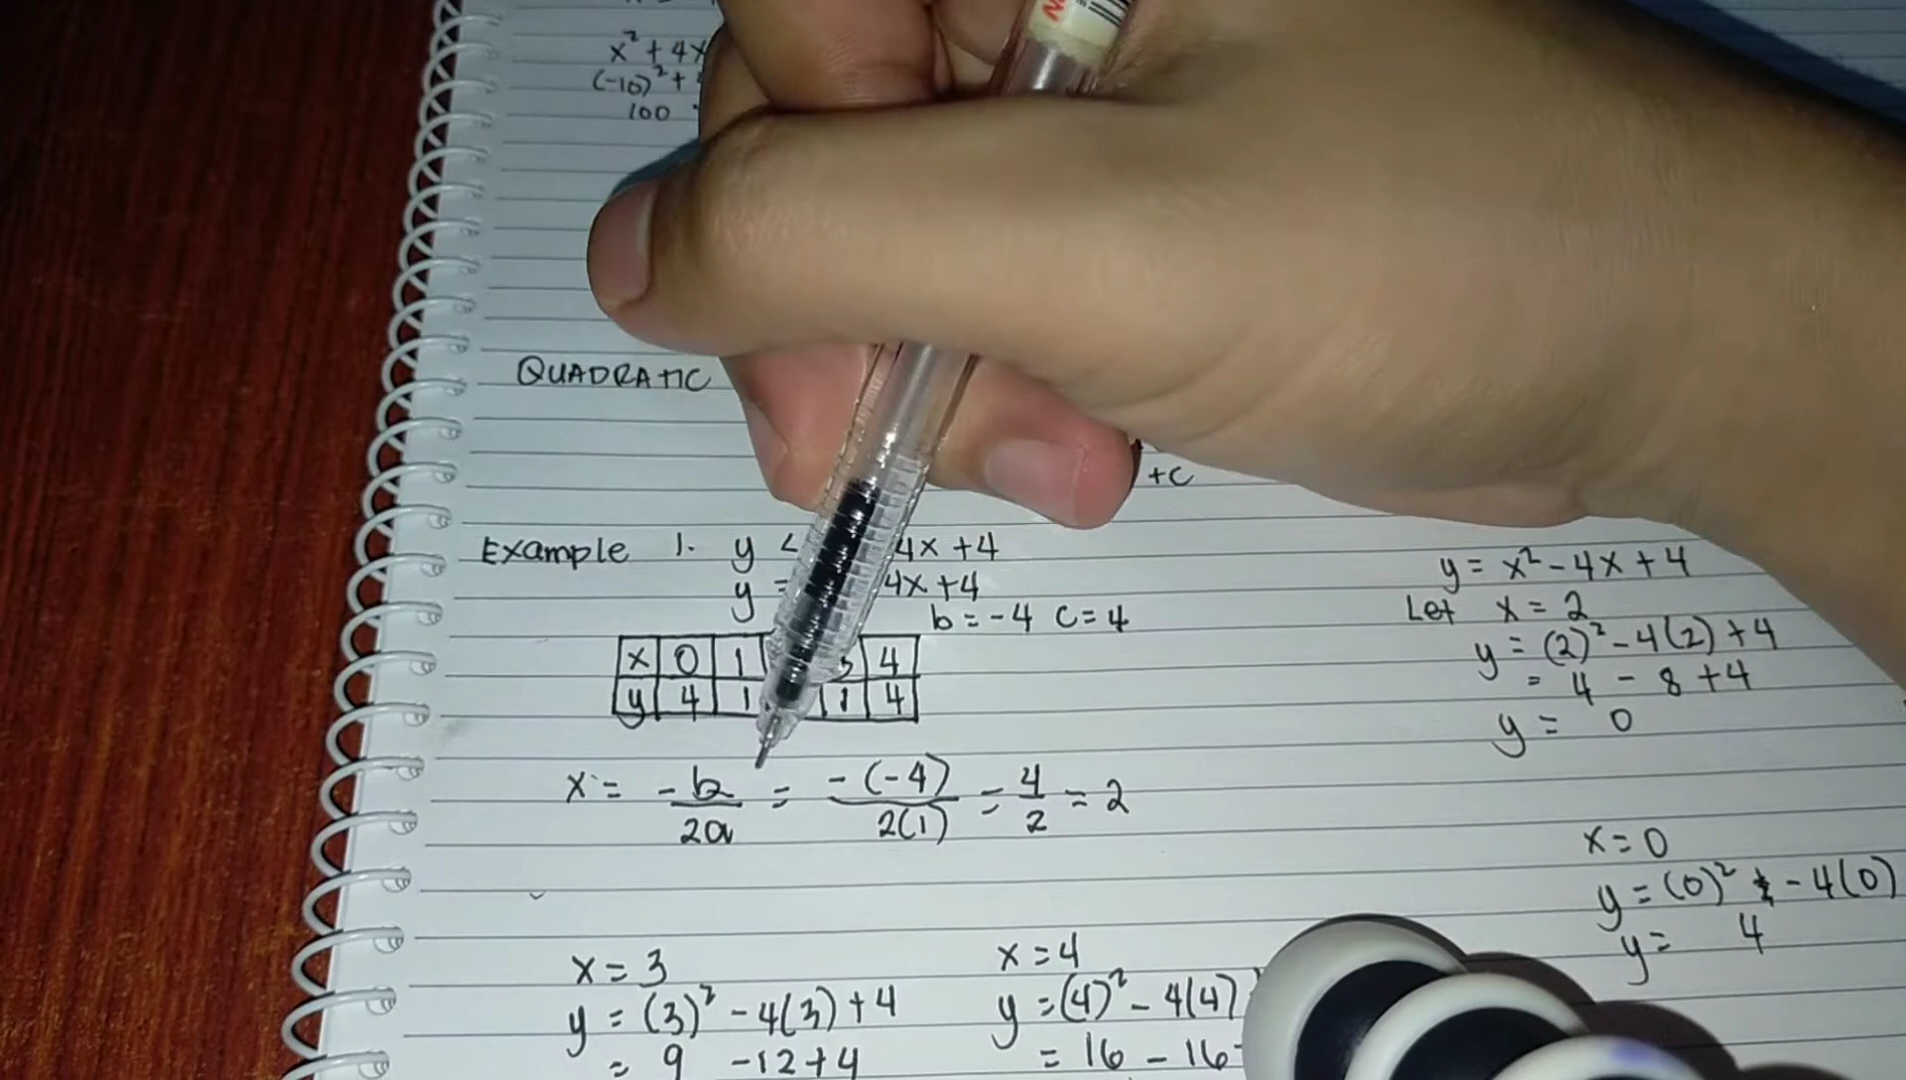 x² + 4x
(-10)² +
100
QUADRATIC
+c
Example 1. y < 4x + 4
y = 4x + 4
b = -4 c = 4
x 0 1 3 4
y 4 1 1 4
x = -b/2a = -(-4)/2(1) = 4/2 = 2
y = x² - 4x + 4
Let x = 2
y = (2)² - 4(2) + 4
= 4 - 8 + 4
y = 0
x = 0
y = (0)² - 4(0)
y = 4
x = 3
y = (3)² - 4(3) + 4
= 9 - 12 + 4
x = 4
y = (4)² - 4(4)
= 16 - 16